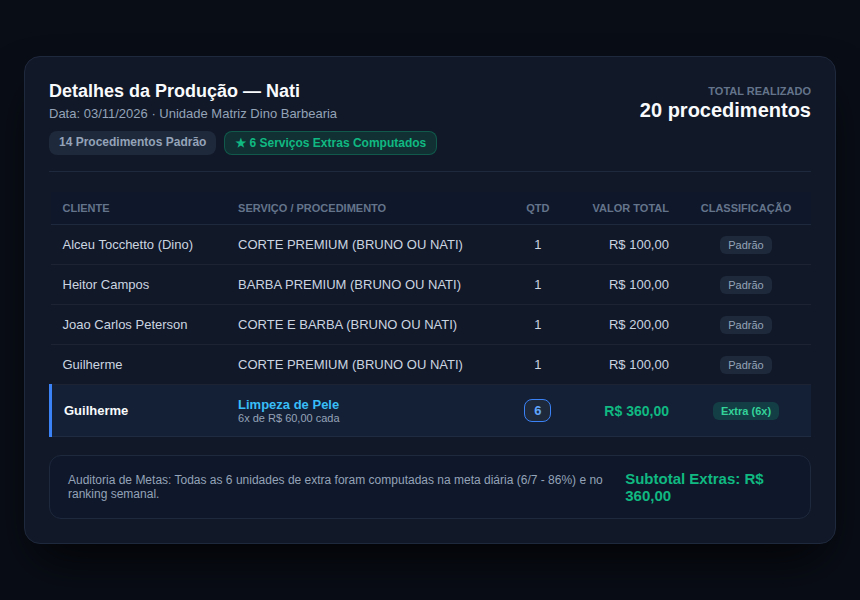 Detalhes da Produção — Nati
Data: 03/11/2026 · Unidade Matriz Dino Barbearia
14 Procedimentos Padrão
★ 6 Serviços Extras Computados
TOTAL REALIZADO
20 procedimentos
CLIENTE SERVIÇO / PROCEDIMENTO QTD VALOR TOTAL CLASSIFICAÇÃO
Alceu Tocchetto (Dino) CORTE PREMIUM (BRUNO OU NATI) 1 R$ 100,00 Padrão
Heitor Campos BARBA PREMIUM (BRUNO OU NATI) 1 R$ 100,00 Padrão
Joao Carlos Peterson CORTE E BARBA (BRUNO OU NATI) 1 R$ 200,00 Padrão
Guilherme CORTE PREMIUM (BRUNO OU NATI) 1 R$ 100,00 Padrão
Guilherme Limpeza de Pele 6 R$ 360,00 Extra (6x)
6x de R$ 60,00 cada
Auditoria de Metas: Todas as 6 unidades de extra foram computadas na meta diária (6/7 - 86%) e no
ranking semanal.
Subtotal Extras: R$
360,00